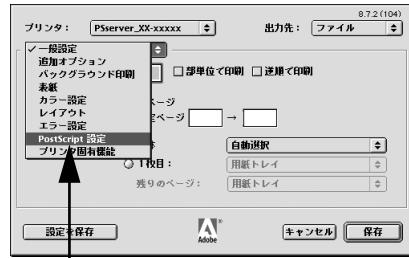 8.7.2 (104)
プリンタ： PSserver_XX-xxxxx 出力先： ファイル
一般設定
追加オプション
バックグラウンド印刷 部単位で印刷 逆順で印刷
表紙
カラー設定 ページ
レイアウト
エラー設定 ページ →
PostScript 設定 自動選択
プリンタ固有機能 1枚目： 用紙トレイ
残りのページ： 用紙トレイ
設定を保存 Adobe キャンセル 保存